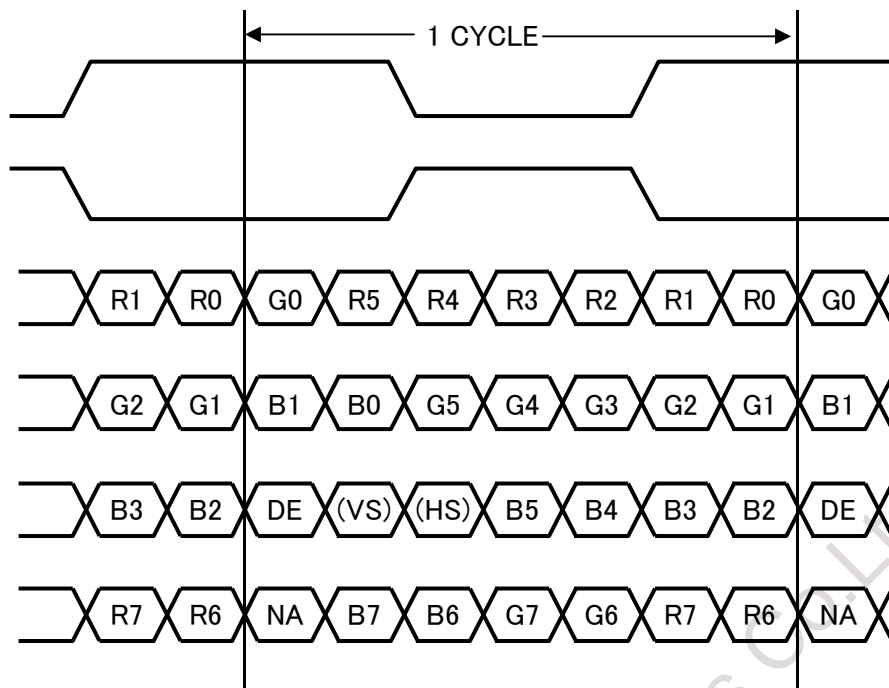 1 CYCLE
R1 R0 G0 R5 R4 R3 R2 R1 R0 G0
G2 G1 B1 B0 G5 G4 G3 G2 G1 B1
B3 B2 DE (VS) (HS) B5 B4 B3 B2 DE
R7 R6 NA B7 B6 G7 G6 R7 R6 NA